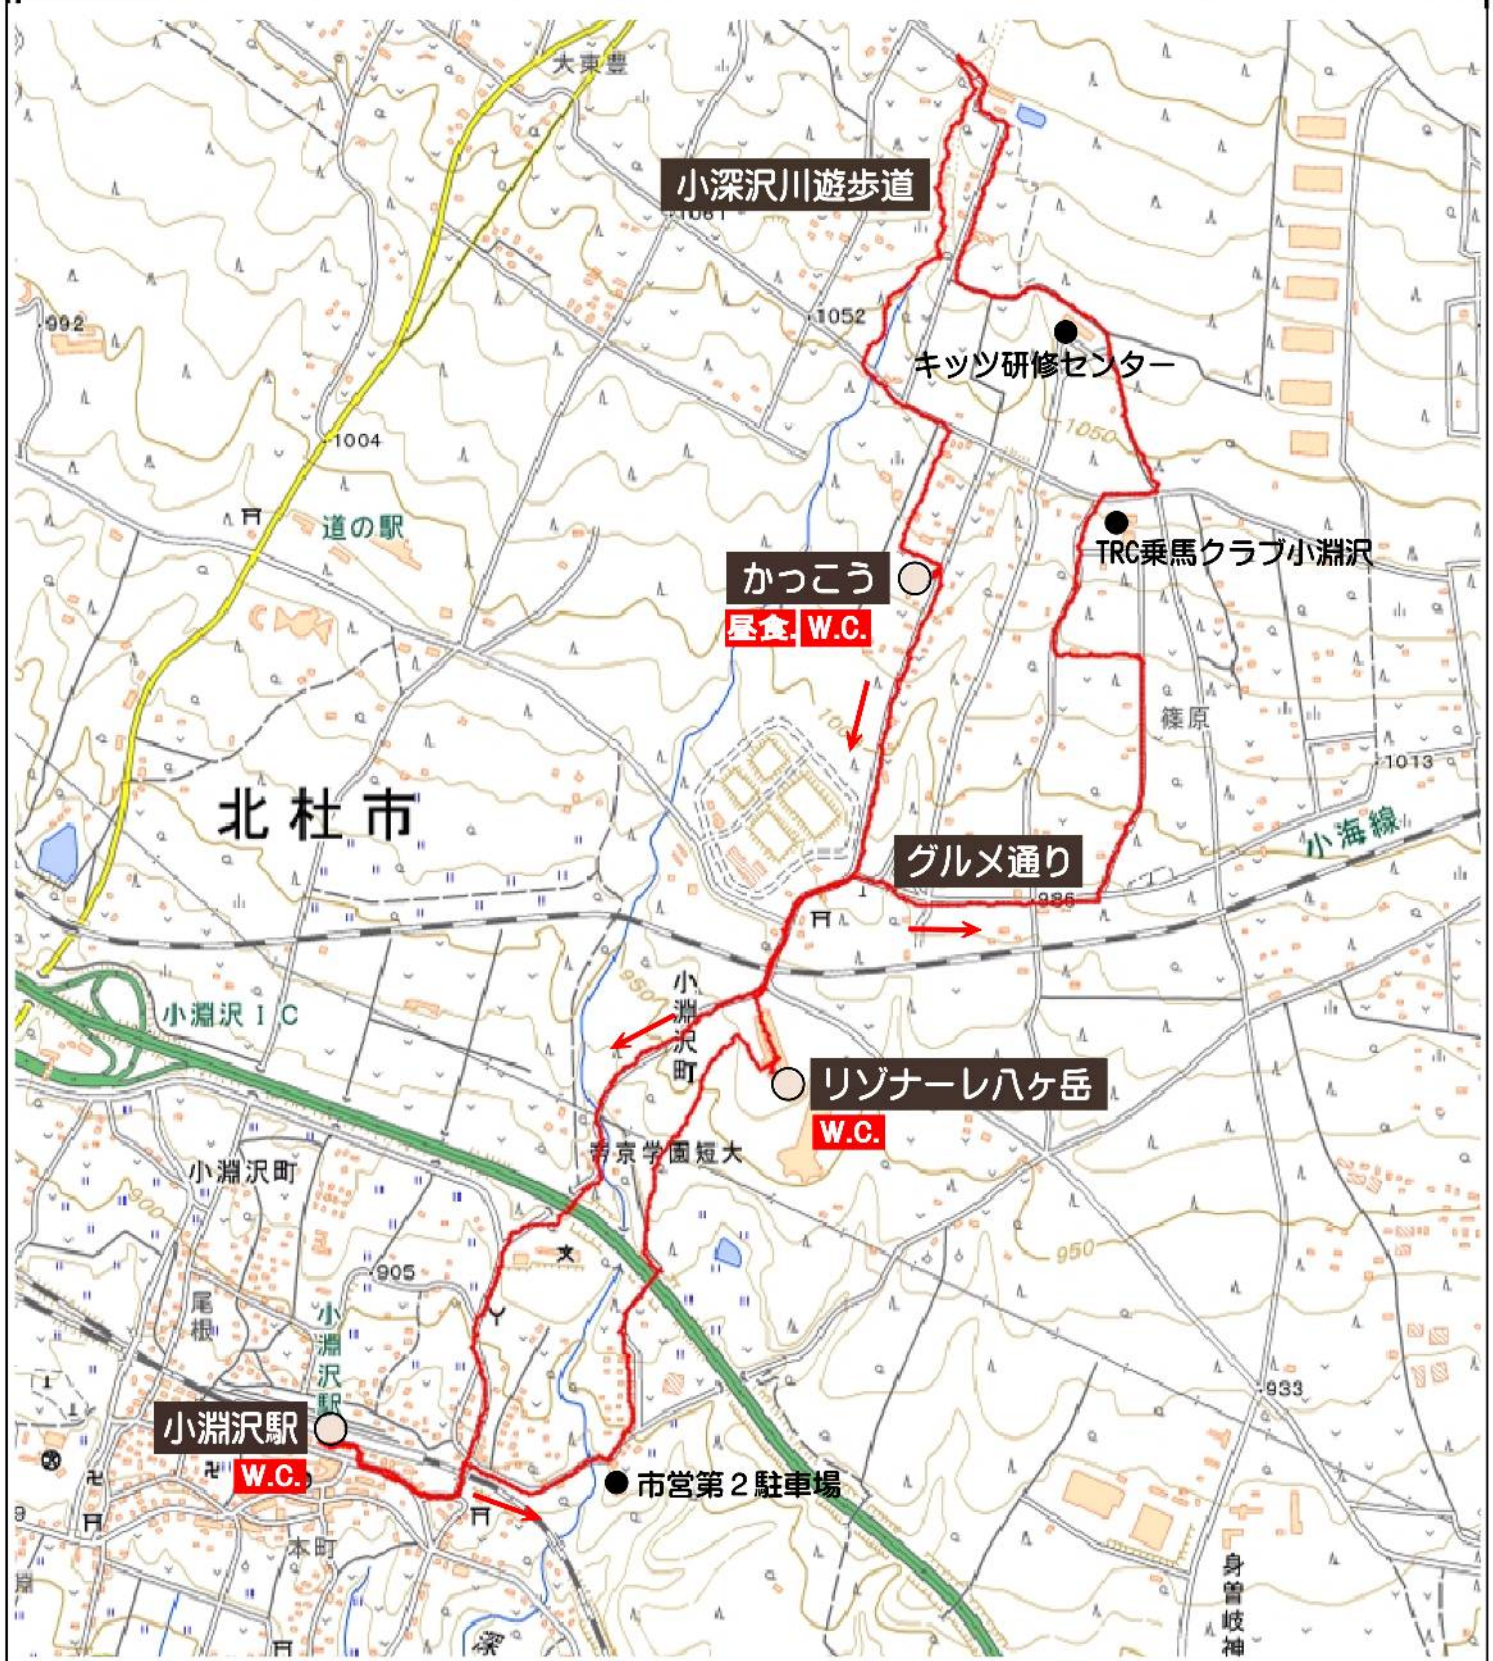 大東豊
小深沢川遊歩道
1061
992
1052
キッツ研修センター
1004
1050
道の駅
TRC乗馬クラブ小淵沢
かっこう
昼食.
W.C.
篠原
1013
北杜市
小海線
グルメ通り
986
小淵沢町
950
小淵沢IC
リゾナーレ八ヶ岳
W.C.
帝京学園短大
小淵沢町
900
950
905
尾根
小淵沢駅
933
小淵沢駅
W.C.
市営第2駐車場
本町
身曽岐神
深